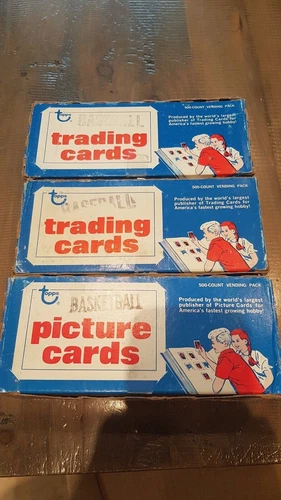 500-COUNT VENDING PACK
topps
BASEBALL
trading
cards
Produced by the world's largest
publisher of Trading Cards for
America's fastest growing hobby!
500-COUNT VENDING PACK
topps
BASEBALL
trading
cards
Produced by the world's largest
publisher of Trading Cards for
America's fastest growing hobby!
500-COUNT VENDING PACK
topps
BASKETBALL
picture
cards
Produced by the world's largest
publisher of Picture Cards for
America's fastest growing hobby!